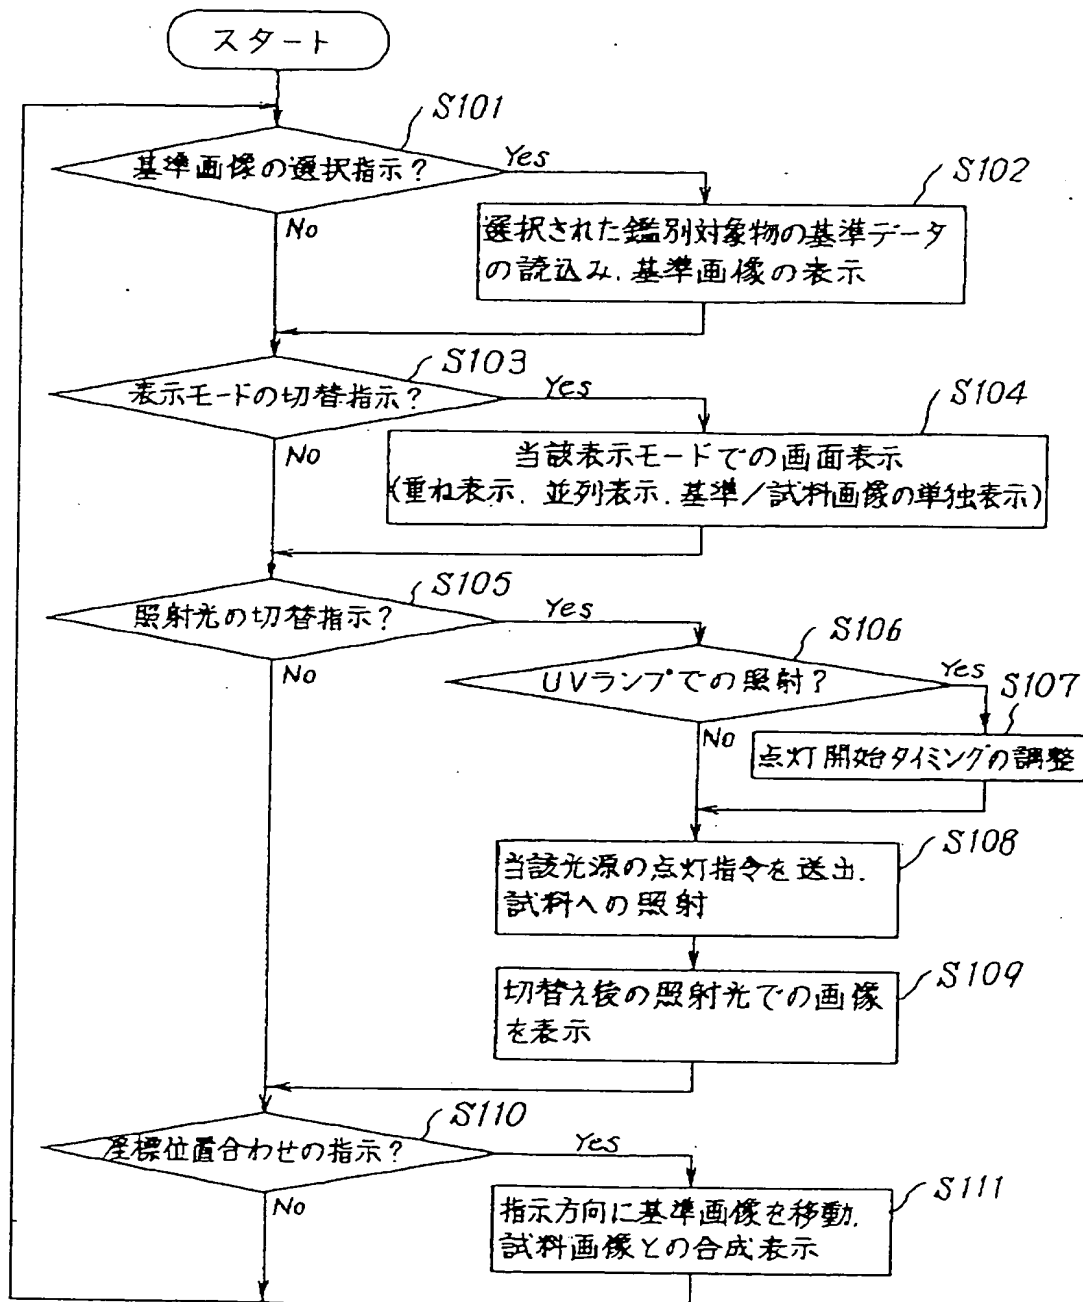 スタート
S101
基準画像の選択指示?
Yes
No
S102
選択された鑑別対象物の基準データ
の読込み、基準画像の表示
S103
表示モードの切替指示?
Yes
No
S104
当該表示モードでの画面表示
(重ね表示、並列表示、基準/試料画像の単独表示)
S105
照射光の切替指示?
Yes
No
S106
UVランプでの照射?
Yes
No
S107
点灯開始タイミングの調整
S108
当該光源の点灯指令を送出、
試料への照射
S109
切替え後の照射光での画像
を表示
S110
座標位置合わせの指示?
Yes
No
S111
指示方向に基準画像を移動、
試料画像との合成表示